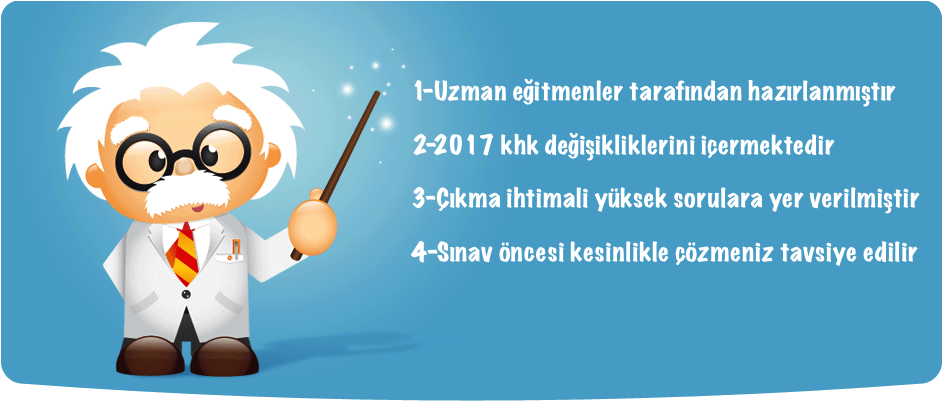 1-Uzman eğitmenler tarafından hazırlanmıştır
2-2017 khk değişikliklerini içermektedir
3-Çıkma ihtimali yüksek sorulara yer verilmiştir
4-Sınav öncesi kesinlikle çözmeniz tavsiye edilir